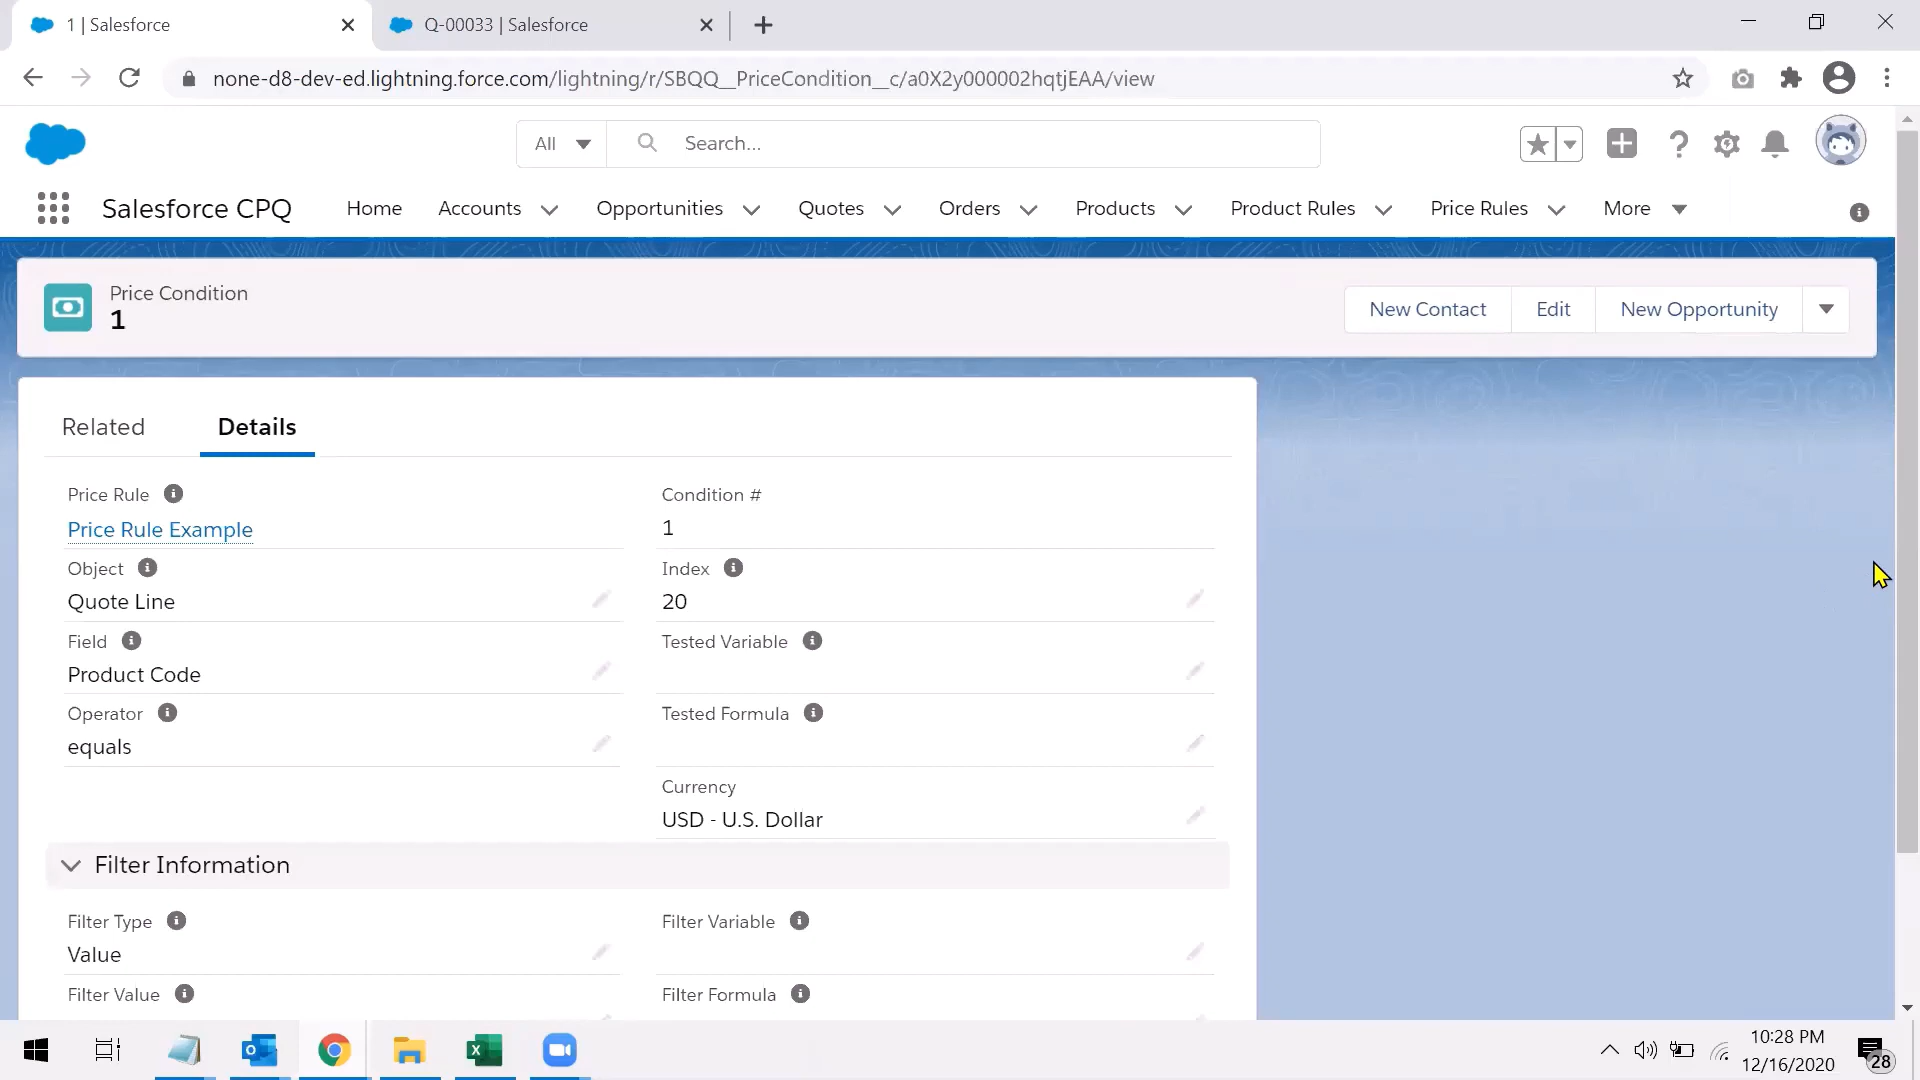 1 | Salesforce
Q-00033 | Salesforce
none-d8-dev-ed.lightning.force.com/lightning/r/SBQQ__PriceCondition__c/a0X2y000002hqtjEAA/view
All
Search...
Salesforce CPQ
Home
Accounts
Opportunities
Quotes
Orders
Products
Product Rules
Price Rules
More
Price Condition
1
New Contact
Edit
New Opportunity
Related
Details
Price Rule
Price Rule Example
Condition #
1
Object
Quote Line
Index
20
Field
Product Code
Tested Variable
Operator
equals
Tested Formula
Currency
USD - U.S. Dollar
Filter Information
Filter Type
Value
Filter Variable
Filter Value
Filter Formula
10:28 PM
12/16/2020
28